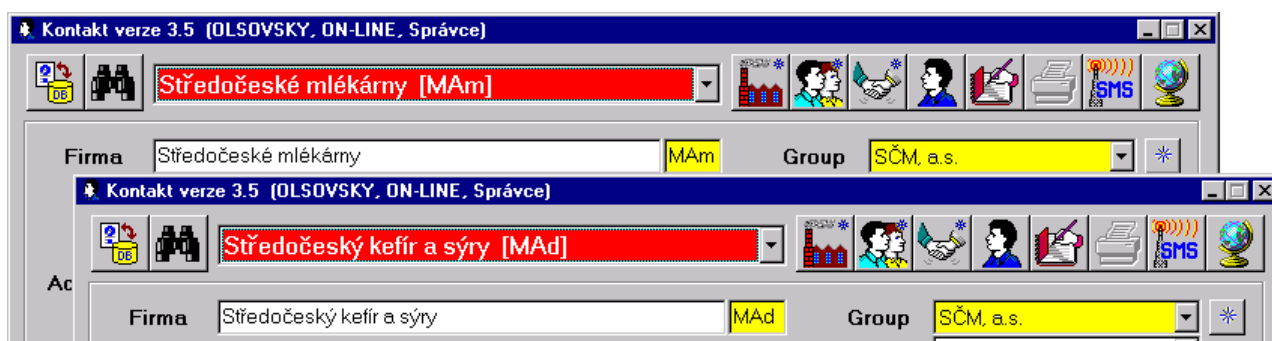 Kontakt verze 3.5 (OLSOVSKY, ON-LINE, Správce)
DB
Středočeské mlékárny [MAm]
SMS
Firma Středočeské mlékárny MAm Group SČM, a.s.
Kontakt verze 3.5 (OLSOVSKY, ON-LINE, Správce)
DB
Středočeský kefír a sýry [MAd]
SMS
Ac
Firma Středočeský kefír a sýry MAd Group SČM, a.s.